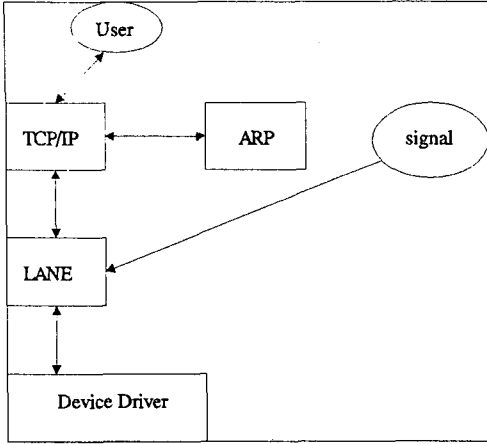 User
TCP/IP
ARP
signal
LANE
Device Driver